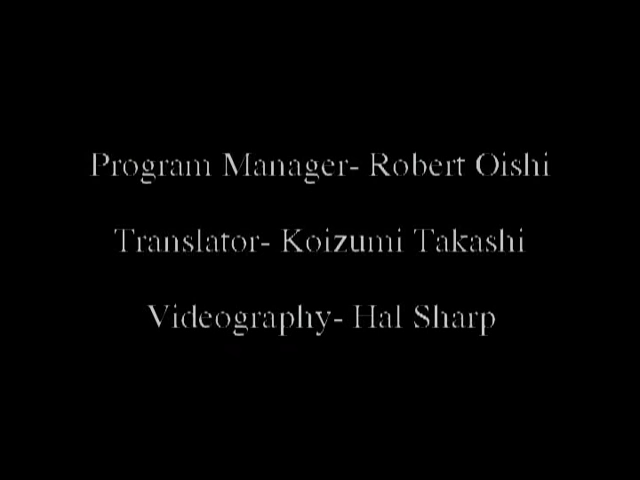 Program Manager- Robert Oishi
Translator- Koizumi Takashi
Videography- Hal Sharp